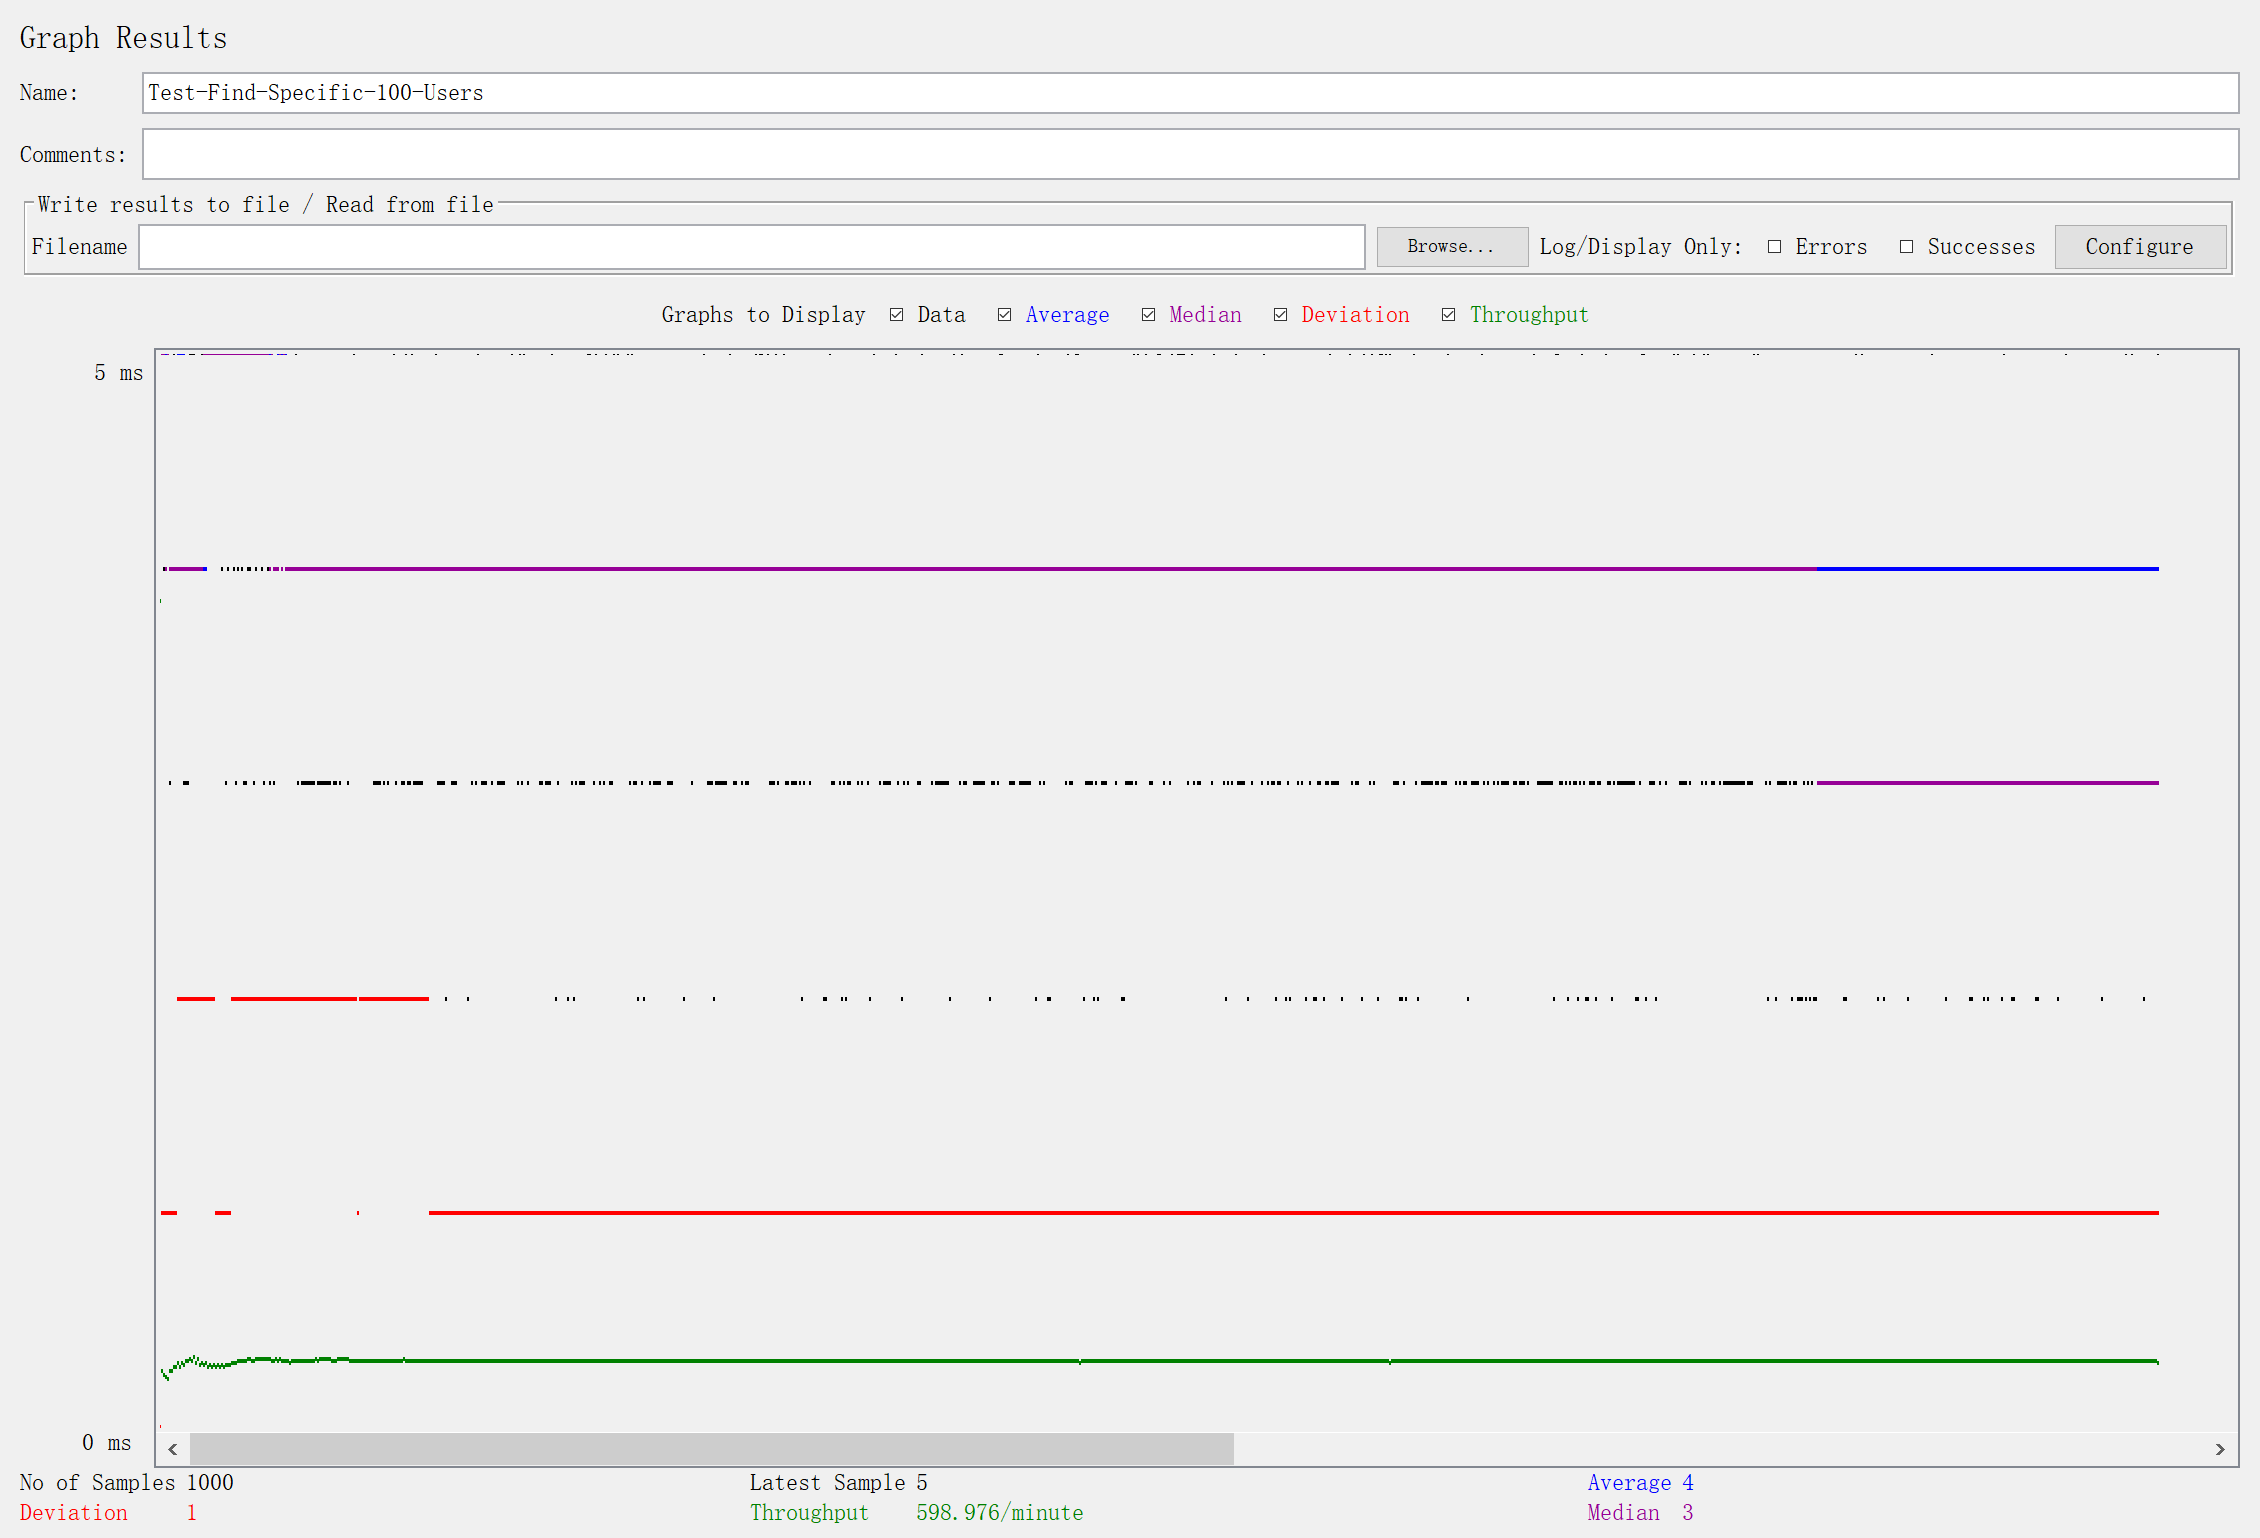 Graph Results
Name: Test-Find-Specific-100-Users
Comments:
Write results to file / Read from file
Filename Browse... Log/Display Only: Errors Successes Configure
Graphs to Display Data Average Median Deviation Throughput
5 ms
0 ms
No of Samples 1000 Latest Sample 5 Average 4
Deviation 1 Throughput 598.976/minute Median 3